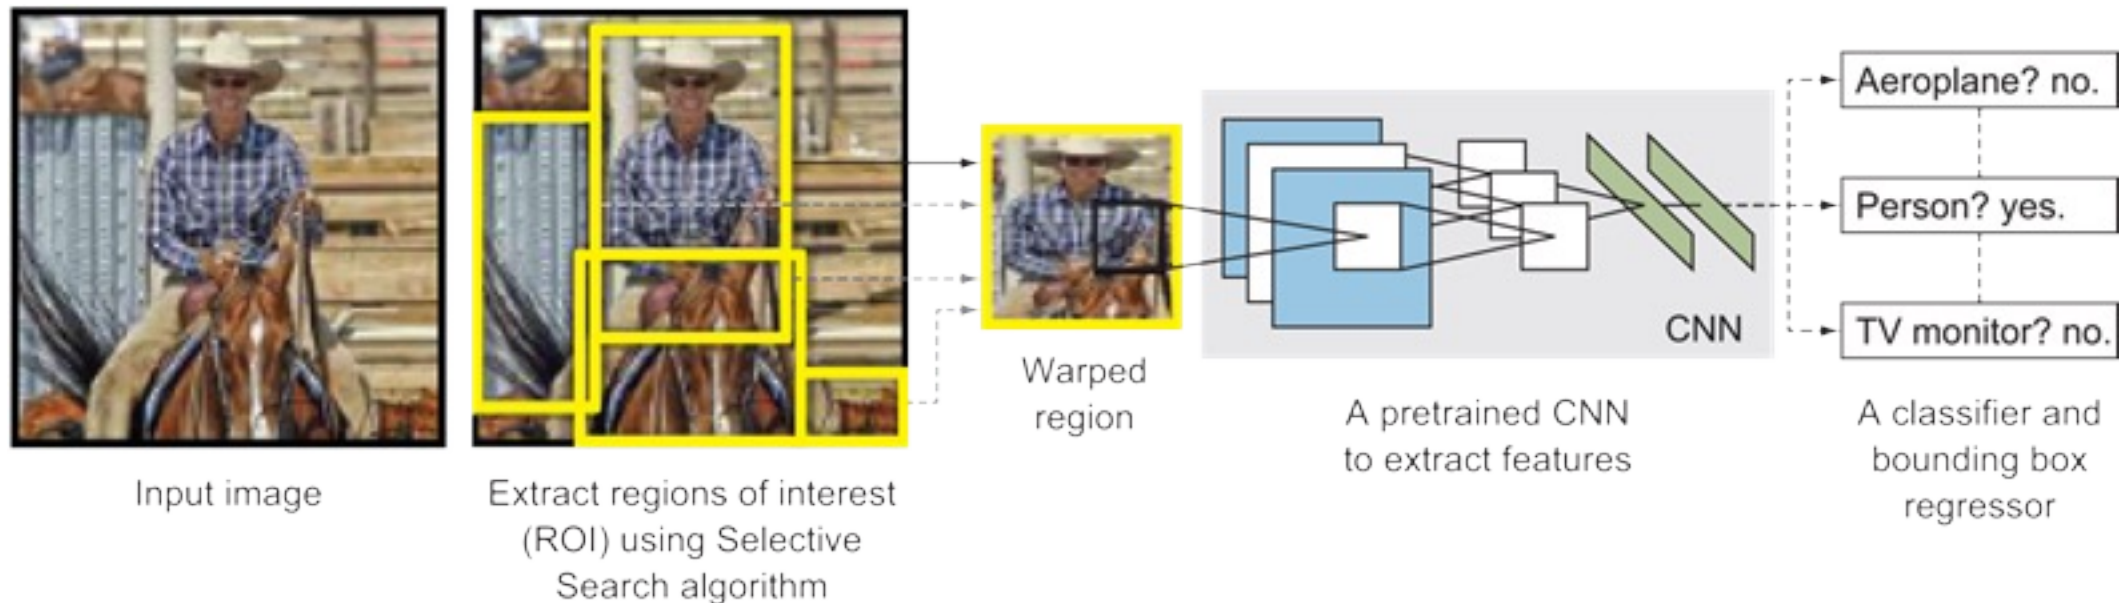 Input image
Extract regions of interest
(ROI) using Selective
Search algorithm
Warped
region
CNN
A pretrained CNN
to extract features
Aeroplane? no.
Person? yes.
TV monitor? no.
A classifier and
bounding box
regressor